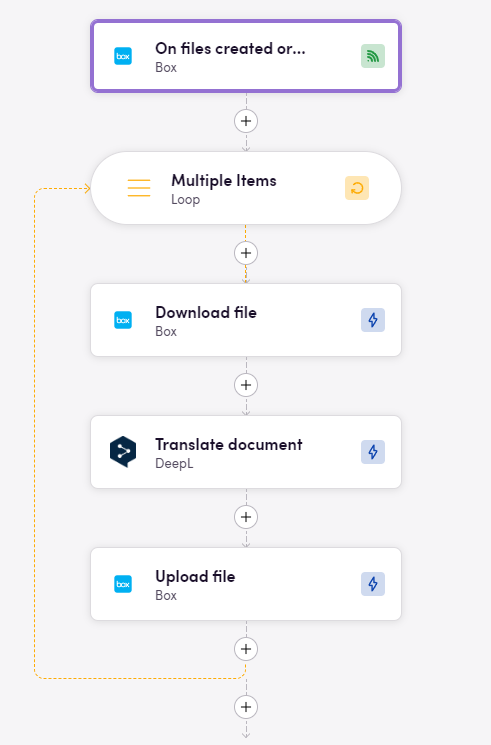 On files created or...
box
Box
Multiple Items
Loop
Download file
box
Box
Translate document
DeepL
Upload file
box
Box